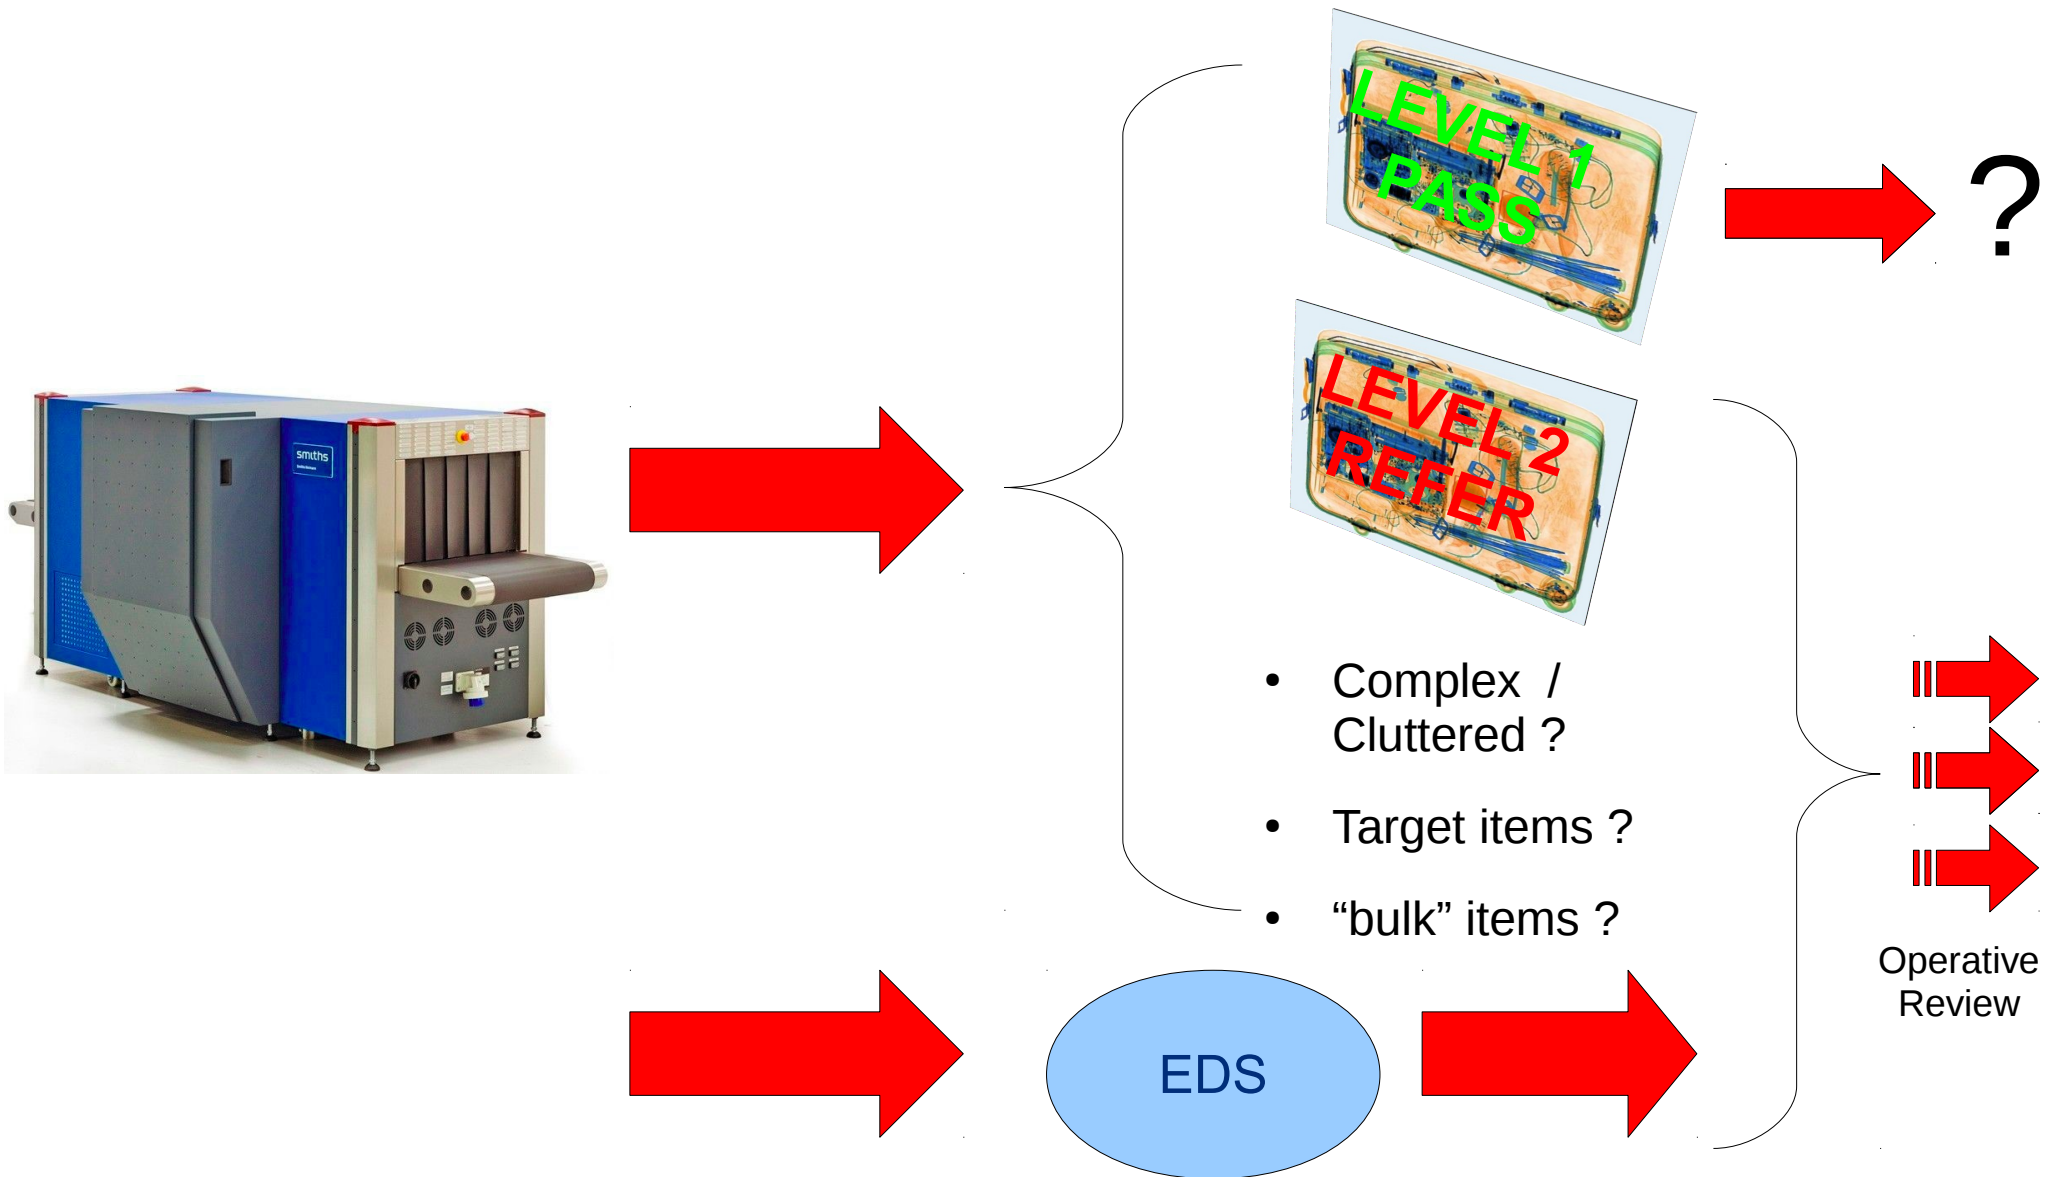 LEVEL 1
PASS
?
smiths
LEVEL 2
REFER
• Complex /
Cluttered ?
• Target items ?
• “bulk” items ?
Operative
Review
EDS